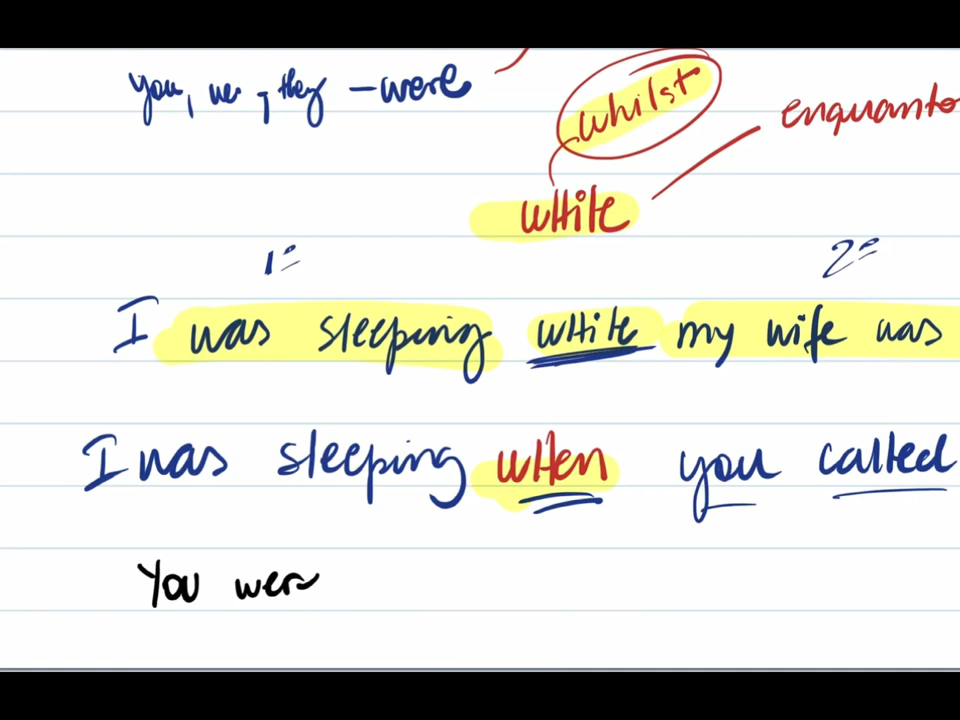 you, we, they - were
whilst
enquanto
while
1º 2º
I was sleeping while my wife was
I was sleeping when you called
You were